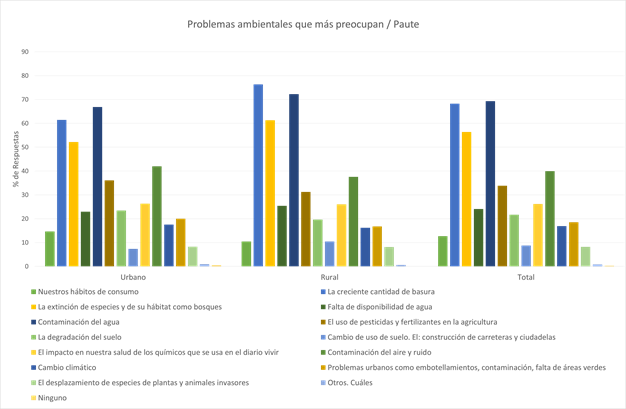 Problemas ambientales que más preocupan / Paute
% de Respuestas
90
80
70
60
50
40
30
20
10
0
Urbano Rural Total
Nuestros hábitos de consumo La creciente cantidad de basura
La extinción de especies y de su hábitat como bosques Falta de disponibilidad de agua
Contaminación del agua El uso de pesticidas y fertilizantes en la agricultura
La degradación del suelo Cambio de uso de suelo. EI: construcción de carreteras y ciudadelas
El impacto en nuestra salud de los químicos que se usa en el diario vivir Contaminación del aire y ruido
Cambio climático Problemas urbanos como embotellamientos, contaminación, falta de áreas verdes
El desplazamiento de especies de plantas y animales invasores Otros. Cuáles
Ninguno